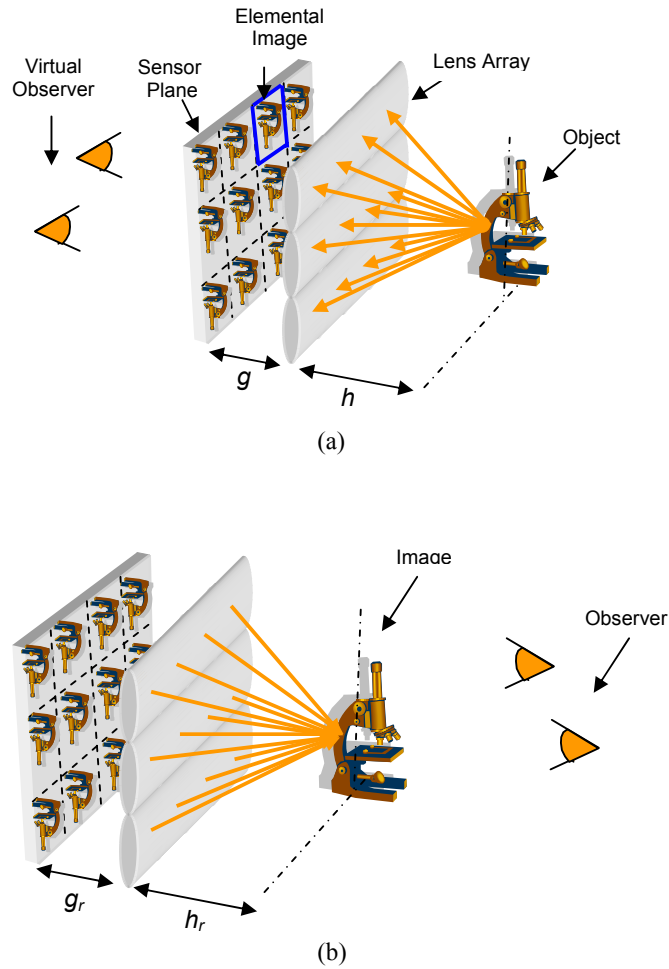 Elemental
Image
Virtual
Observer
Sensor
Plane
Lens Array
Object
g
h
(a)
Image
Observer
gr
hr
(b)